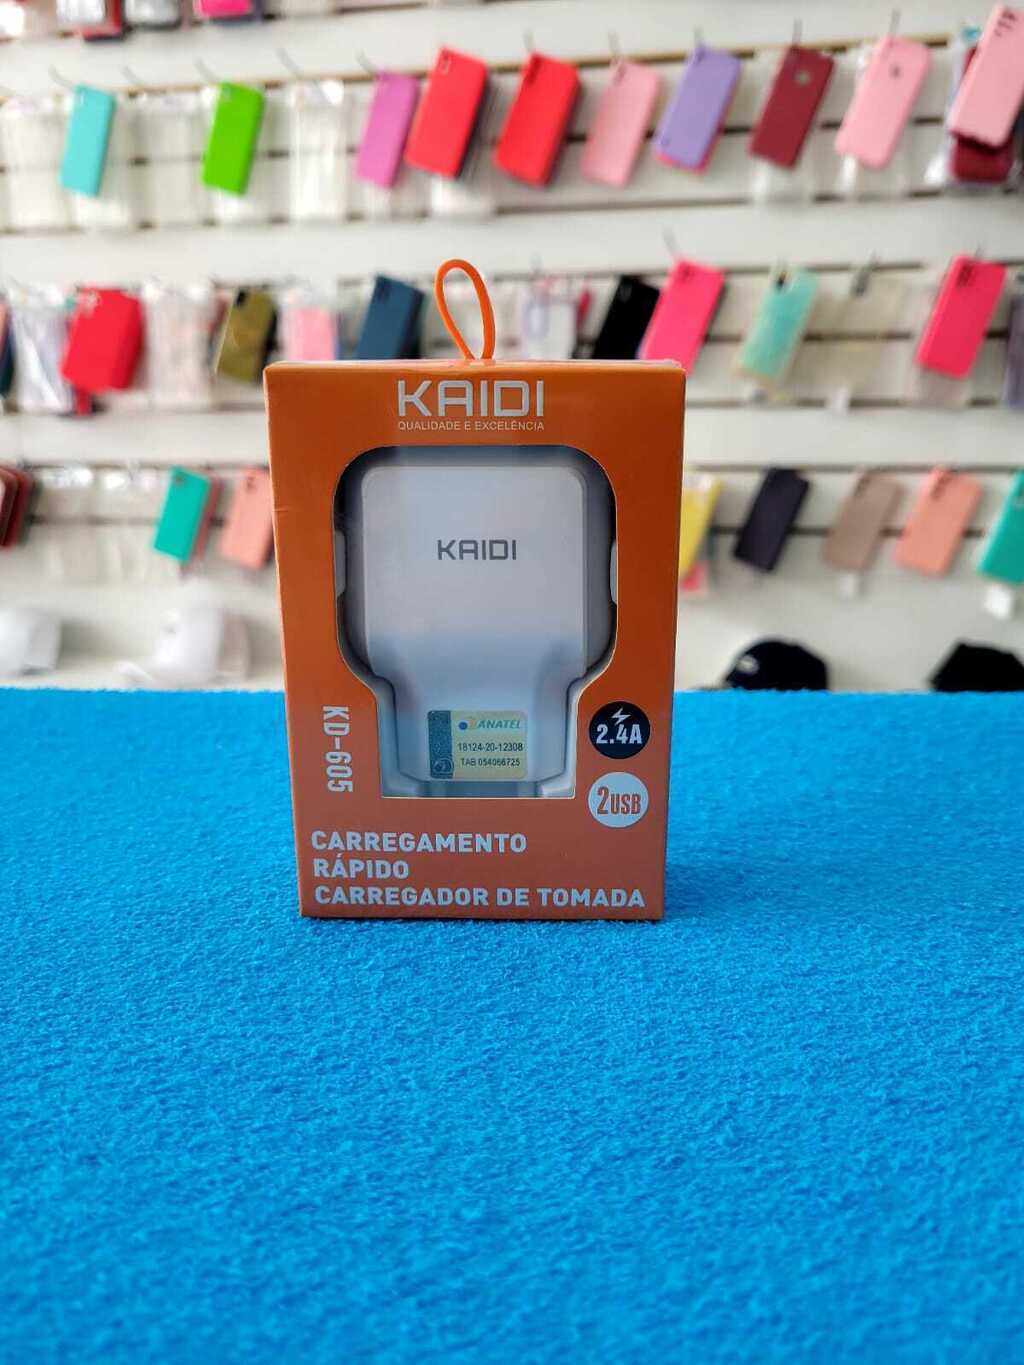 KAIDI
QUALIDADE E EXCELÊNCIA
KAIDI
ANATEL
18124-20-12308
TAB 054066725
KD-605
2.4A
2USB
CARREGAMENTO
RÁPIDO
CARREGADOR DE TOMADA